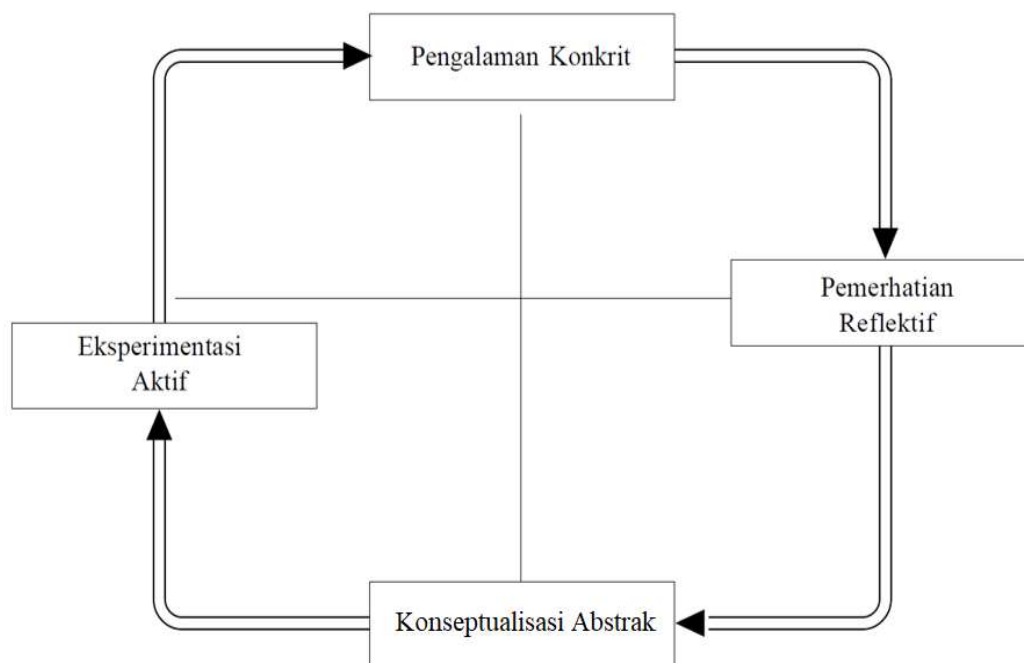 Pengalaman Konkrit
Pemerhatian
Reflektif
Eksperimentasi
Aktif
Konseptualisasi Abstrak